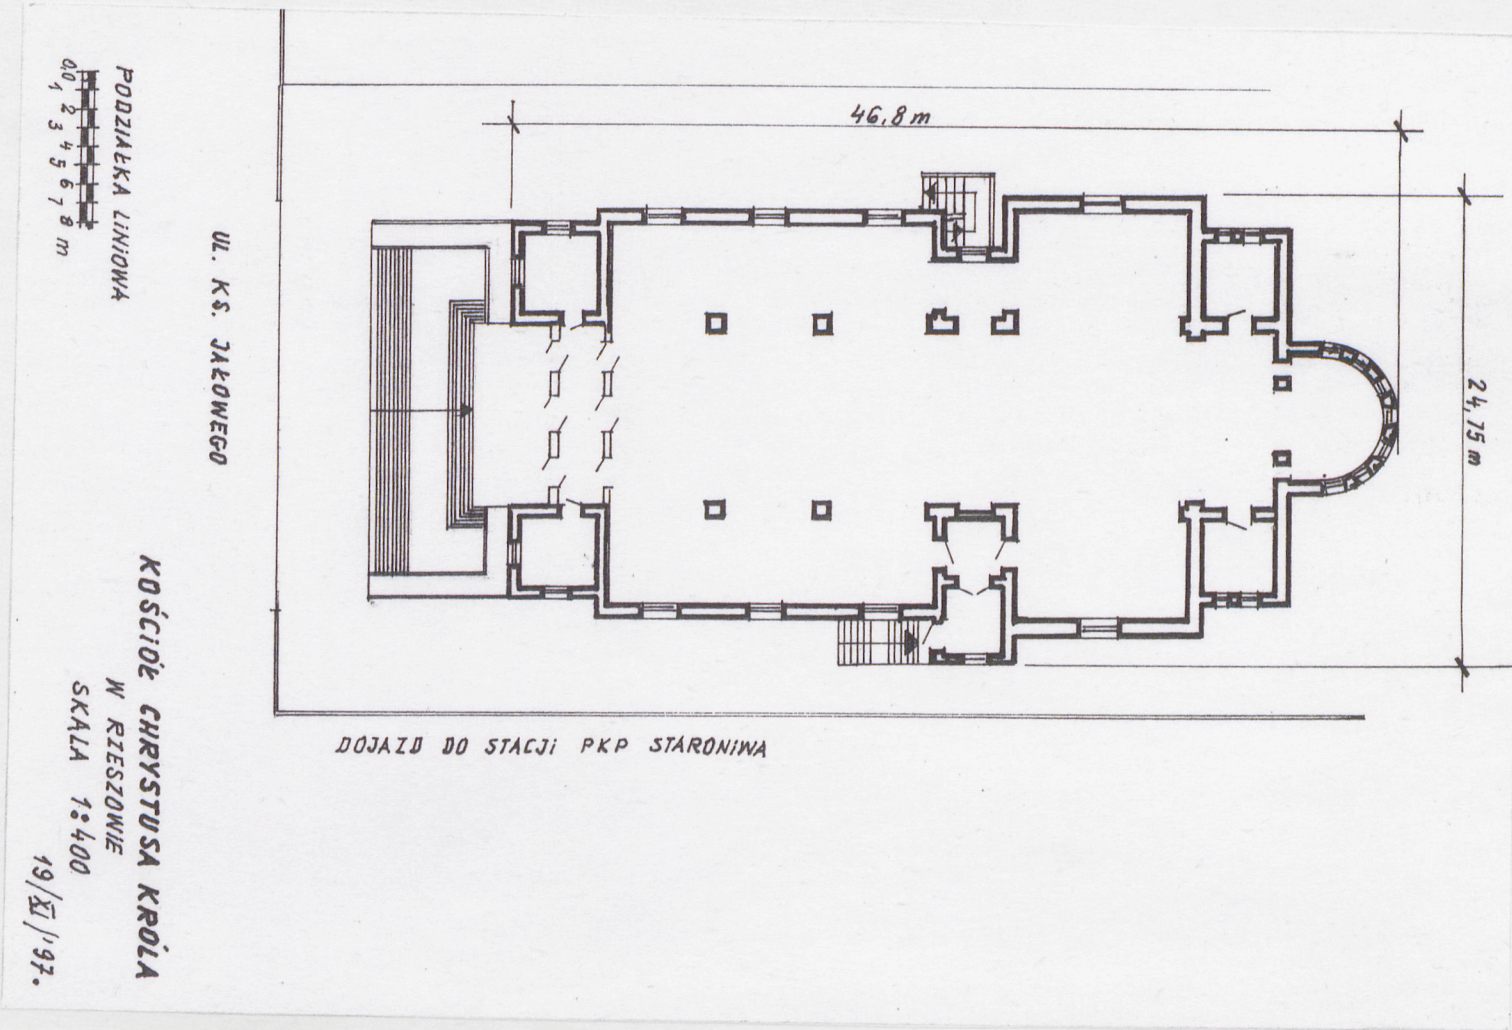 46,8 m
24,75 m
PODZIAŁKA LINIOWA
0,0 1 2 3 4 5 6 7 8 m
UL. KS. JAŁOWEGO
DOJAZD DO STACJI PKP STARONIWA
KOŚCIÓŁ CHRYSTUSA KRÓLA
W RZESZOWIE
SKALA 1:400
19/XI/'97.